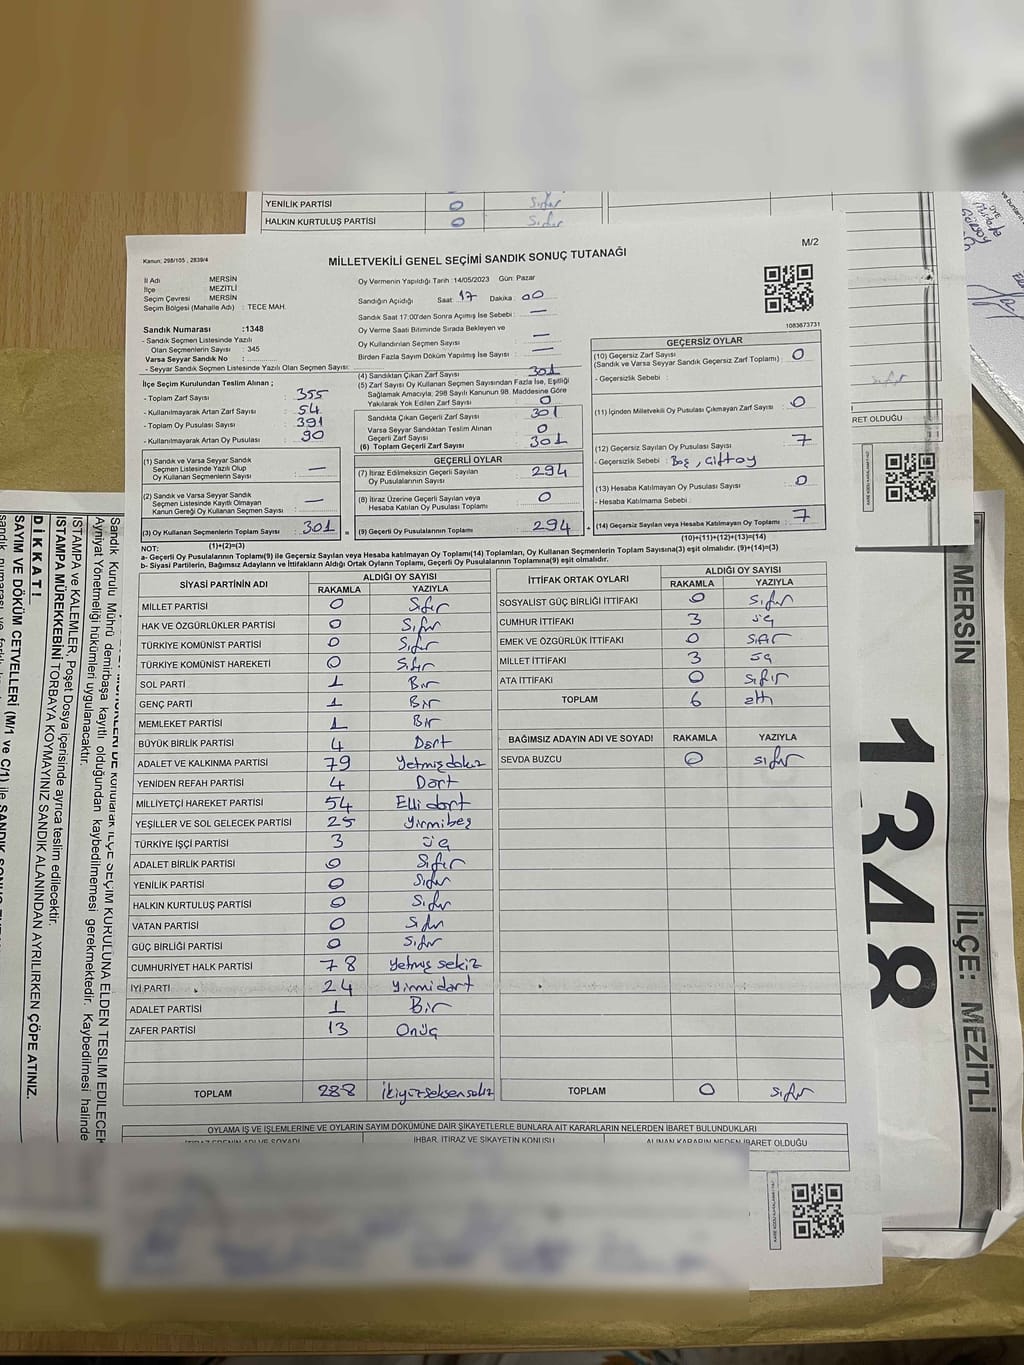 YENİLİK PARTİSİ 0 Sıfır
HALKIN KURTULUŞ PARTİSİ 0 Sıfır
M/2
Kanun: 298/105 , 2839/4
MİLLETVEKİLİ GENEL SEÇİMİ SANDIK SONUÇ TUTANAĞI
İl Adı MERSİN
İlçe MEZİTLİ
Seçim Çevresi MERSİN
Seçim Bölgesi (Mahalle Adı) : TECE MAH.
Sandık Numarası :1348
- Sandık Seçmen Listesinde Yazılı
Olan Seçmenlerin Sayısı : 345
Varsa Seyyar Sandık No :
- Seyyar Sandık Seçmen Listesinde Yazılı Olan Seçmen Sayısı:
İlçe Seçim Kurulundan Teslim Alınan ;
- Toplam Zarf Sayısı : 355
- Kullanılmayarak Artan Zarf Sayısı : 54
- Toplam Oy Pusulası Sayısı : 391
- Kullanılmayarak Artan Oy Pusulası : 90
(1) Sandık ve Varsa Seyyar Sandık
Seçmen Listesinde Yazılı Olup
Oy Kullanan Seçmenlerin Sayısı : —
(2) Sandık ve Varsa Seyyar Sandık
Seçmen Listesinde Kayıtlı Olmayan
Kanun Gereği Oy Kullanan Seçmen Sayısı : —
(3) Oy Kullanan Seçmenlerin Toplam Sayısı : 301
(1)+(2)=(3)
Oy Vermenin Yapıldığı Tarih :14/05/2023 Gün: Pazar
Sandığın Açıldığı Saat : 17 Dakika : 00
Sandık Saat 17:00'den Sonra Açımış İse Sebebi : —
Oy Verme Saati Bitiminde Sırada Bekleyen ve
Oy Kullandırılan Seçmen Sayısı : —
Birden Fazla Sayım Döküm Yapılmış İse Sayısı : —
(4) Sandıktan Çıkan Zarf Sayısı : 301
(5) Zarf Sayısı Oy Kullanan Seçmen Sayısından Fazla İse, Eşitliği
Sağlamak Amacıyla; 298 Sayılı Kanunun 98. Maddesine Göre
Yakılarak Yok Edilen Zarf Sayısı : 0
Sandıkta Çıkan Geçerli Zarf Sayısı : 301
Varsa Seyyar Sandıktan Teslim Alınan
Geçerli Zarf Sayısı : 0
(6) Toplam Geçerli Zarf Sayısı : 301
GEÇERLİ OYLAR
(7) İtiraz Edilmeksizin Geçerli Sayılan
Oy Pusulalarının Sayısı : 294
(8) İtiraz Üzerine Geçerli Sayılan veya
Hesaba Katılan Oy Pusulası Toplamı : 0
= (9) Geçerli Oy Pusulalarının Toplamı : 294 +
1083873731
GEÇERSİZ OYLAR
(10) Geçersiz Zarf Sayısı
(Sandık ve Varsa Seyyar Sandık Geçersiz Zarf Toplamı) : 0
- Geçersizlik Sebebi :
(11) İçinden Milletvekili Oy Pusulası Çıkmayan Zarf Sayısı : 0
(12) Geçersiz Sayılan Oy Pusulası Sayısı : 7
- Geçersizlik Sebebi : Boş, Çiftoy
(13) Hesaba Katılmayan Oy Pusulası Sayısı : 0
- Hesaba Katılmama Sebebi :
(14) Geçersiz Sayılan veya Hesaba Katılmayan Oy Toplamı : 7
(10)+(11)+(12)+(13)=(14)
NOT:
a- Geçerli Oy Pusulalarının Toplamı(9) ile Geçersiz Sayılan veya Hesaba katılmayan Oy Toplamı(14) Toplamları, Oy Kullanan Seçmenlerin Toplam Sayısına(3) eşit olmalıdır. (9)+(14)=(3)
b- Siyasi Partilerin, Bağımsız Adayların ve İttifakların Aldığı Ortak Oyların Toplamı, Geçerli Oy Pusulalarının Toplamına(9) eşit olmalıdır.
SİYASİ PARTİNİN ADI ALDIĞI OY SAYISI
RAKAMLA YAZIYLA
MİLLET PARTİSİ 0 Sıfır
HAK VE ÖZGÜRLÜKLER PARTİSİ 0 Sıfır
TÜRKİYE KOMÜNİST PARTİSİ 0 Sıfır
TÜRKİYE KOMÜNİST HAREKETİ 0 Sıfır
SOL PARTİ 1 Bir
GENÇ PARTİ 1 Bir
MEMLEKET PARTİSİ 1 Bir
BÜYÜK BİRLİK PARTİSİ 4 Dört
ADALET VE KALKINMA PARTİSİ 79 Yetmişdokuz
YENİDEN REFAH PARTİSİ 4 Dört
MİLLİYETÇİ HAREKET PARTİSİ 54 Elli dört
YEŞİLLER VE SOL GELECEK PARTİSİ 25 Yirmibeş
TÜRKİYE İŞÇİ PARTİSİ 3 üç
ADALET BİRLİK PARTİSİ 0 Sıfır
YENİLİK PARTİSİ 0 Sıfır
HALKIN KURTULUŞ PARTİSİ 0 Sıfır
VATAN PARTİSİ 0 Sıfır
GÜÇ BİRLİĞİ PARTİSİ 0 Sıfır
CUMHURİYET HALK PARTİSİ 78 Yetmiş sekiz
İYİ PARTİ 24 Yirmidört
ADALET PARTİSİ 1 Bir
ZAFER PARTİSİ 13 Onüç
TOPLAM 288 ikiyüzseksensekiz
İTTİFAK ORTAK OYLARI ALDIĞI OY SAYISI
RAKAMLA YAZIYLA
SOSYALİST GÜÇ BİRLİĞİ İTTİFAKI 0 Sıfır
CUMHUR İTTİFAKI 3 üç
EMEK VE ÖZGÜRLÜK İTTİFAKI 0 Sıfır
MİLLET İTTİFAKI 3 üç
ATA İTTİFAKI 0 Sıfır
TOPLAM 6 altı
BAĞIMSIZ ADAYIN ADI VE SOYADI RAKAMLA YAZIYLA
SEVDA BUZCU 0 Sıfır
TOPLAM 0 Sıfır
OYLAMA İŞ VE İŞLEMLERİNE VE OYLARIN SAYIM DÖKÜMÜNE DAİR ŞİKAYETLERLE BUNLARA AİT KARARLARIN NELERDEN İBARET BULUNDUKLARI
İHBAR, İTİRAZ VE ŞİKAYETİN KONUSU ALINAN KARARIN NEDEN İBARET OLDUĞU
Sıfır
RET OLDUĞU
MERSİN
İLÇE: MEZİTLİ
1348
Sandık Kurulu Mührü demirbaşa kayıtlı olduğundan kaybedilmemesi gerekmektedir. Kaybedilmesi halinde
Ayniyat Yönetmeliği hükümleri uygulanacaktır.
ISTAMPA ve KALEMLER, Poşet Dosya içerisinde ayrıca teslim edilecektir.
ISTAMPA MÜREKKEBİNİ TORBAYA KOYMAYINIZ SANDIK ALANINDAN AYRILIRKEN ÇÖPE ATINIZ.
DİKKAT!
SAYIM VE DÖKÜM CETVELLERİ (M/1 ve C/1) ile